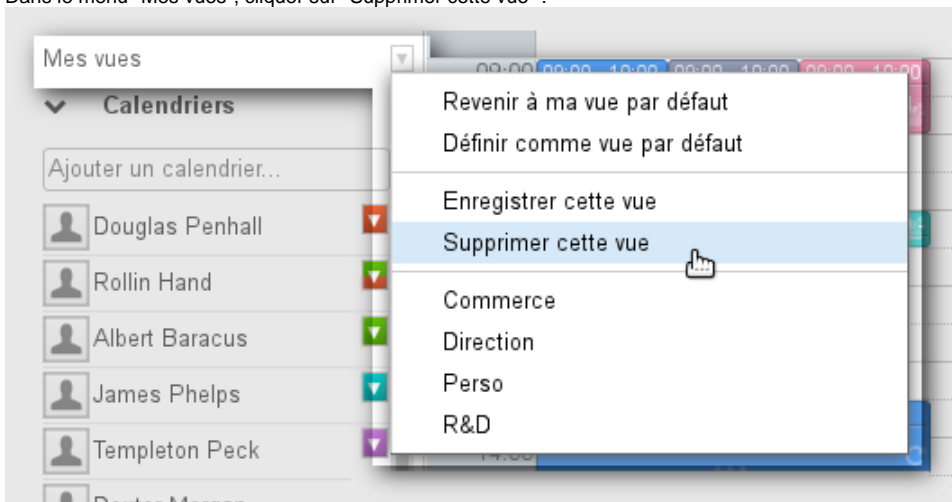 Dans le menu "Mes vues", cliquer sur "Supprimer cette vue" :
Mes vues
Calendriers
Ajouter un calendrier...
Douglas Penhall
Rollin Hand
Albert Baracus
James Phelps
Templeton Peck
09:00
Revenir à ma vue par défaut
Définir comme vue par défaut
Enregistrer cette vue
Supprimer cette vue
Commerce
Direction
Perso
R&D